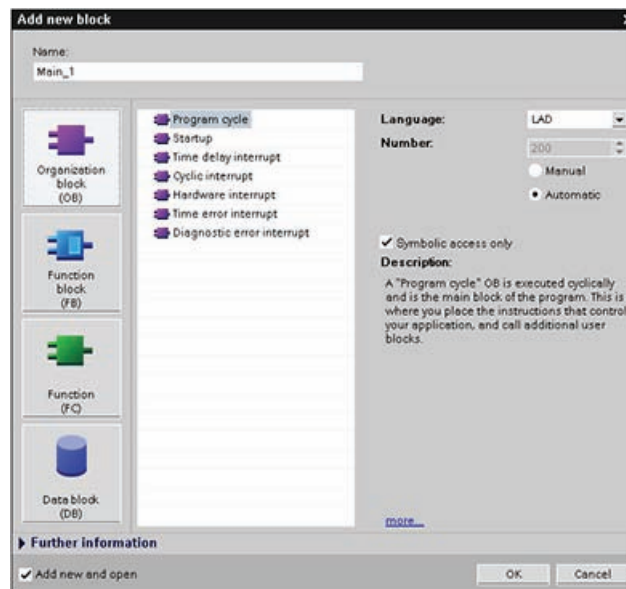 Add new block
Name:
Main_1
Organization
block
(OB)
Function
block
(FB)
Function
(FC)
Data block
(DB)
Program cycle
Startup
Time delay interrupt
Cyclic interrupt
Hardware interrupt
Time error interrupt
Diagnostic error interrupt
Language: LAD
Number: 200
Manual
Automatic
Symbolic access only
Description:
A "Program cycle" OB is executed cyclically
and is the main block of the program. This is
where you place the instructions that control
your application, and call additional user
blocks.
more...
Further information
Add new and open
OK Cancel